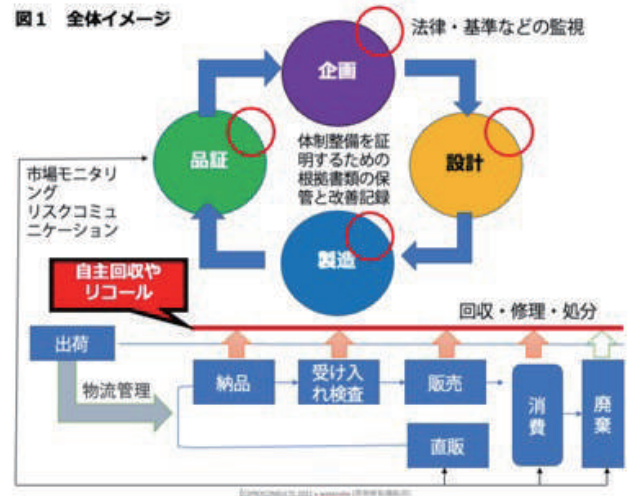 図1 全体イメージ
法律・基準などの監視
企画
品証
設計
体制整備を証
明するための
根拠書類の保
管と改善記録
製造
市場モニタリ
ング
リスクコミュ
ニケーション
自主回収や
リコール
回収・修理・処分
出荷
物流管理
納品
受け入
れ検査
販売
消
費
廃
棄
直販